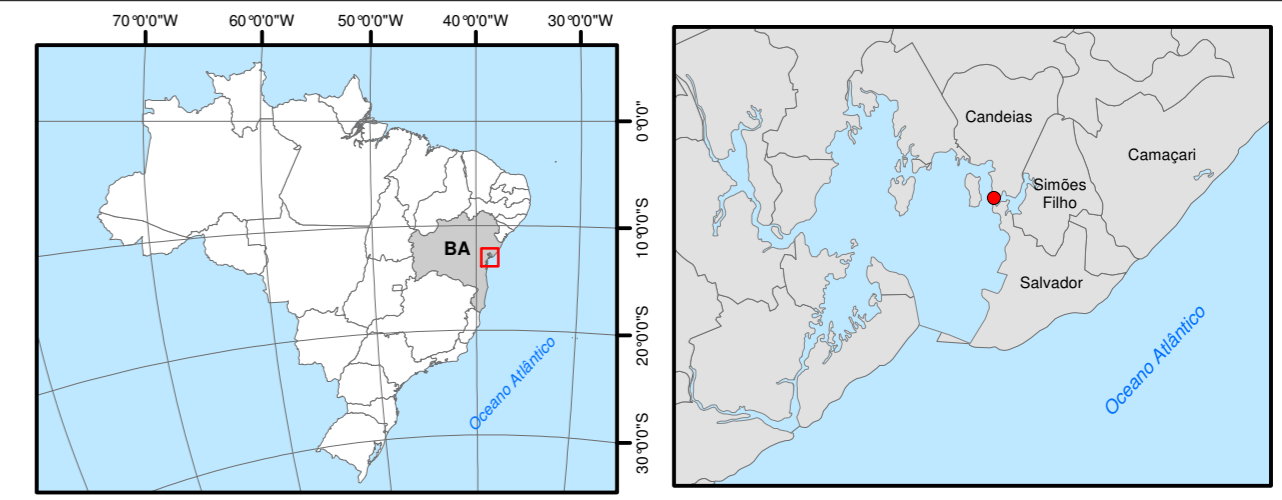 70°0'0"W 60°0'0"W 50°0'0"W 40°0'0"W 30°0'0"W
0°0'0"
10°0'0"S
20°0'0"S
30°0'0"S
BA
Oceano Atlântico
Candeias
Camaçari
Simões
Filho
Salvador
Oceano Atlântico